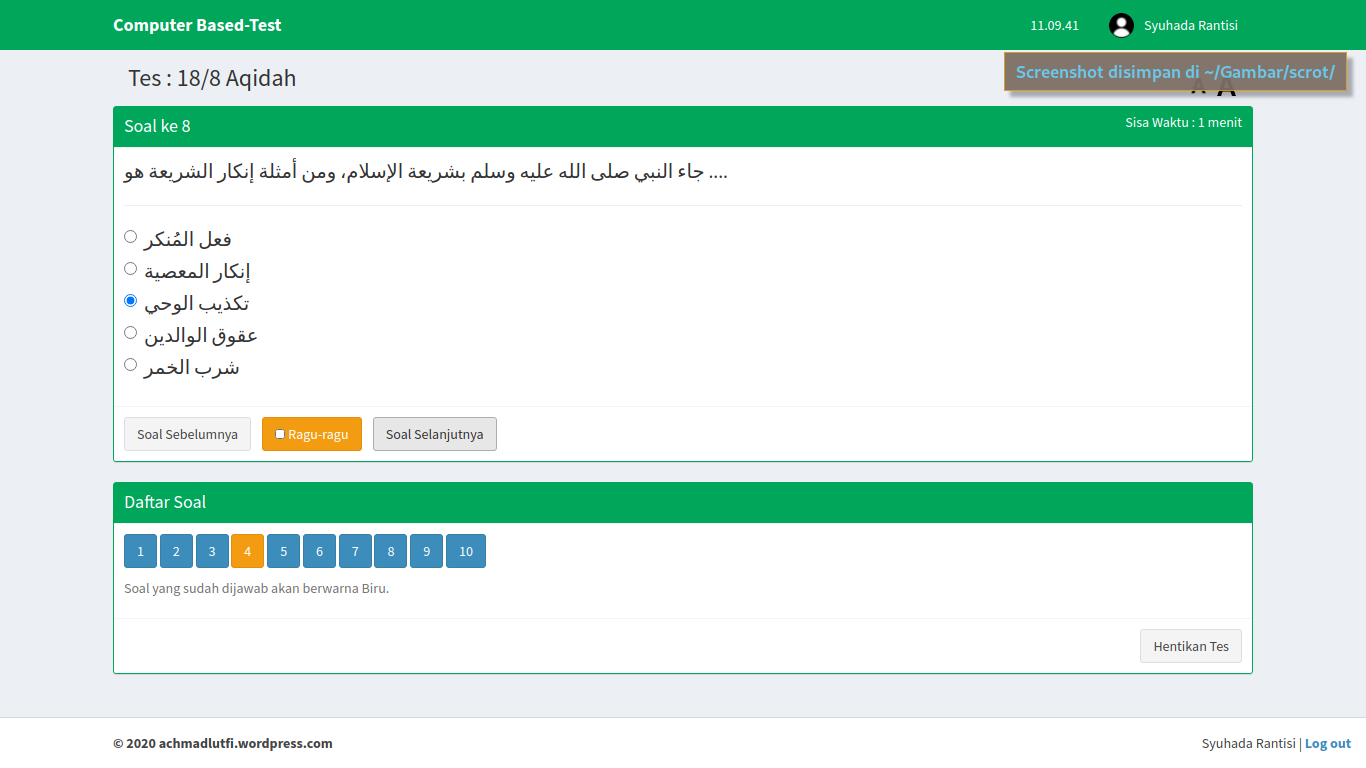 Computer Based-Test
11.09.41
Syuhada Rantisi
Tes : 18/8 Aqidah
Screenshot disimpan di ~/Gambar/scrot/
A A
Soal ke 8
Sisa Waktu : 1 menit
جاء النبي صلى الله عليه وسلم بشريعة الإسلام، ومن أمثلة إنكار الشريعة هو ....
فعل المُنكر
إنكار المعصية
تكذيب الوحي
عقوق الوالدين
شرب الخمر
Soal Sebelumnya
Ragu-ragu
Soal Selanjutnya
Daftar Soal
1 2 3 4 5 6 7 8 9 10
Soal yang sudah dijawab akan berwarna Biru.
Hentikan Tes
© 2020 achmadlutfi.wordpress.com
Syuhada Rantisi | Log out